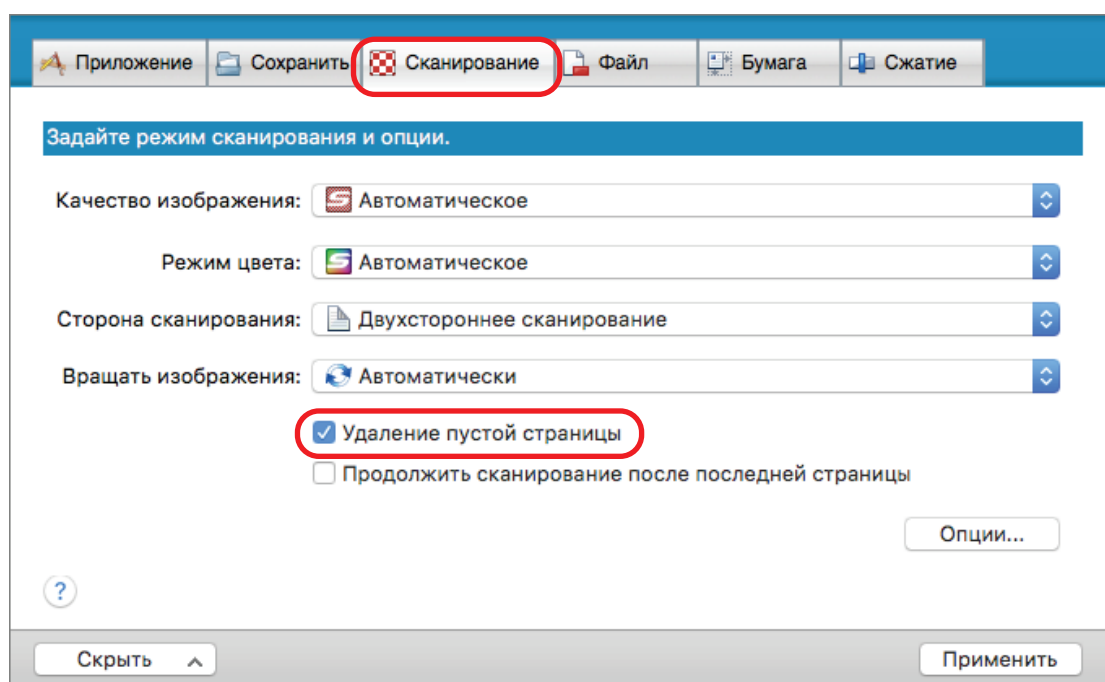 Приложение Сохранить Сканирование Файл Бумага Сжатие
Задайте режим сканирования и опции.
Качество изображения: Автоматическое
Режим цвета: Автоматическое
Сторона сканирования: Двухстороннее сканирование
Вращать изображения: Автоматически
Удаление пустой страницы
Продолжить сканирование после последней страницы
Опции...
?
Скрыть Применить